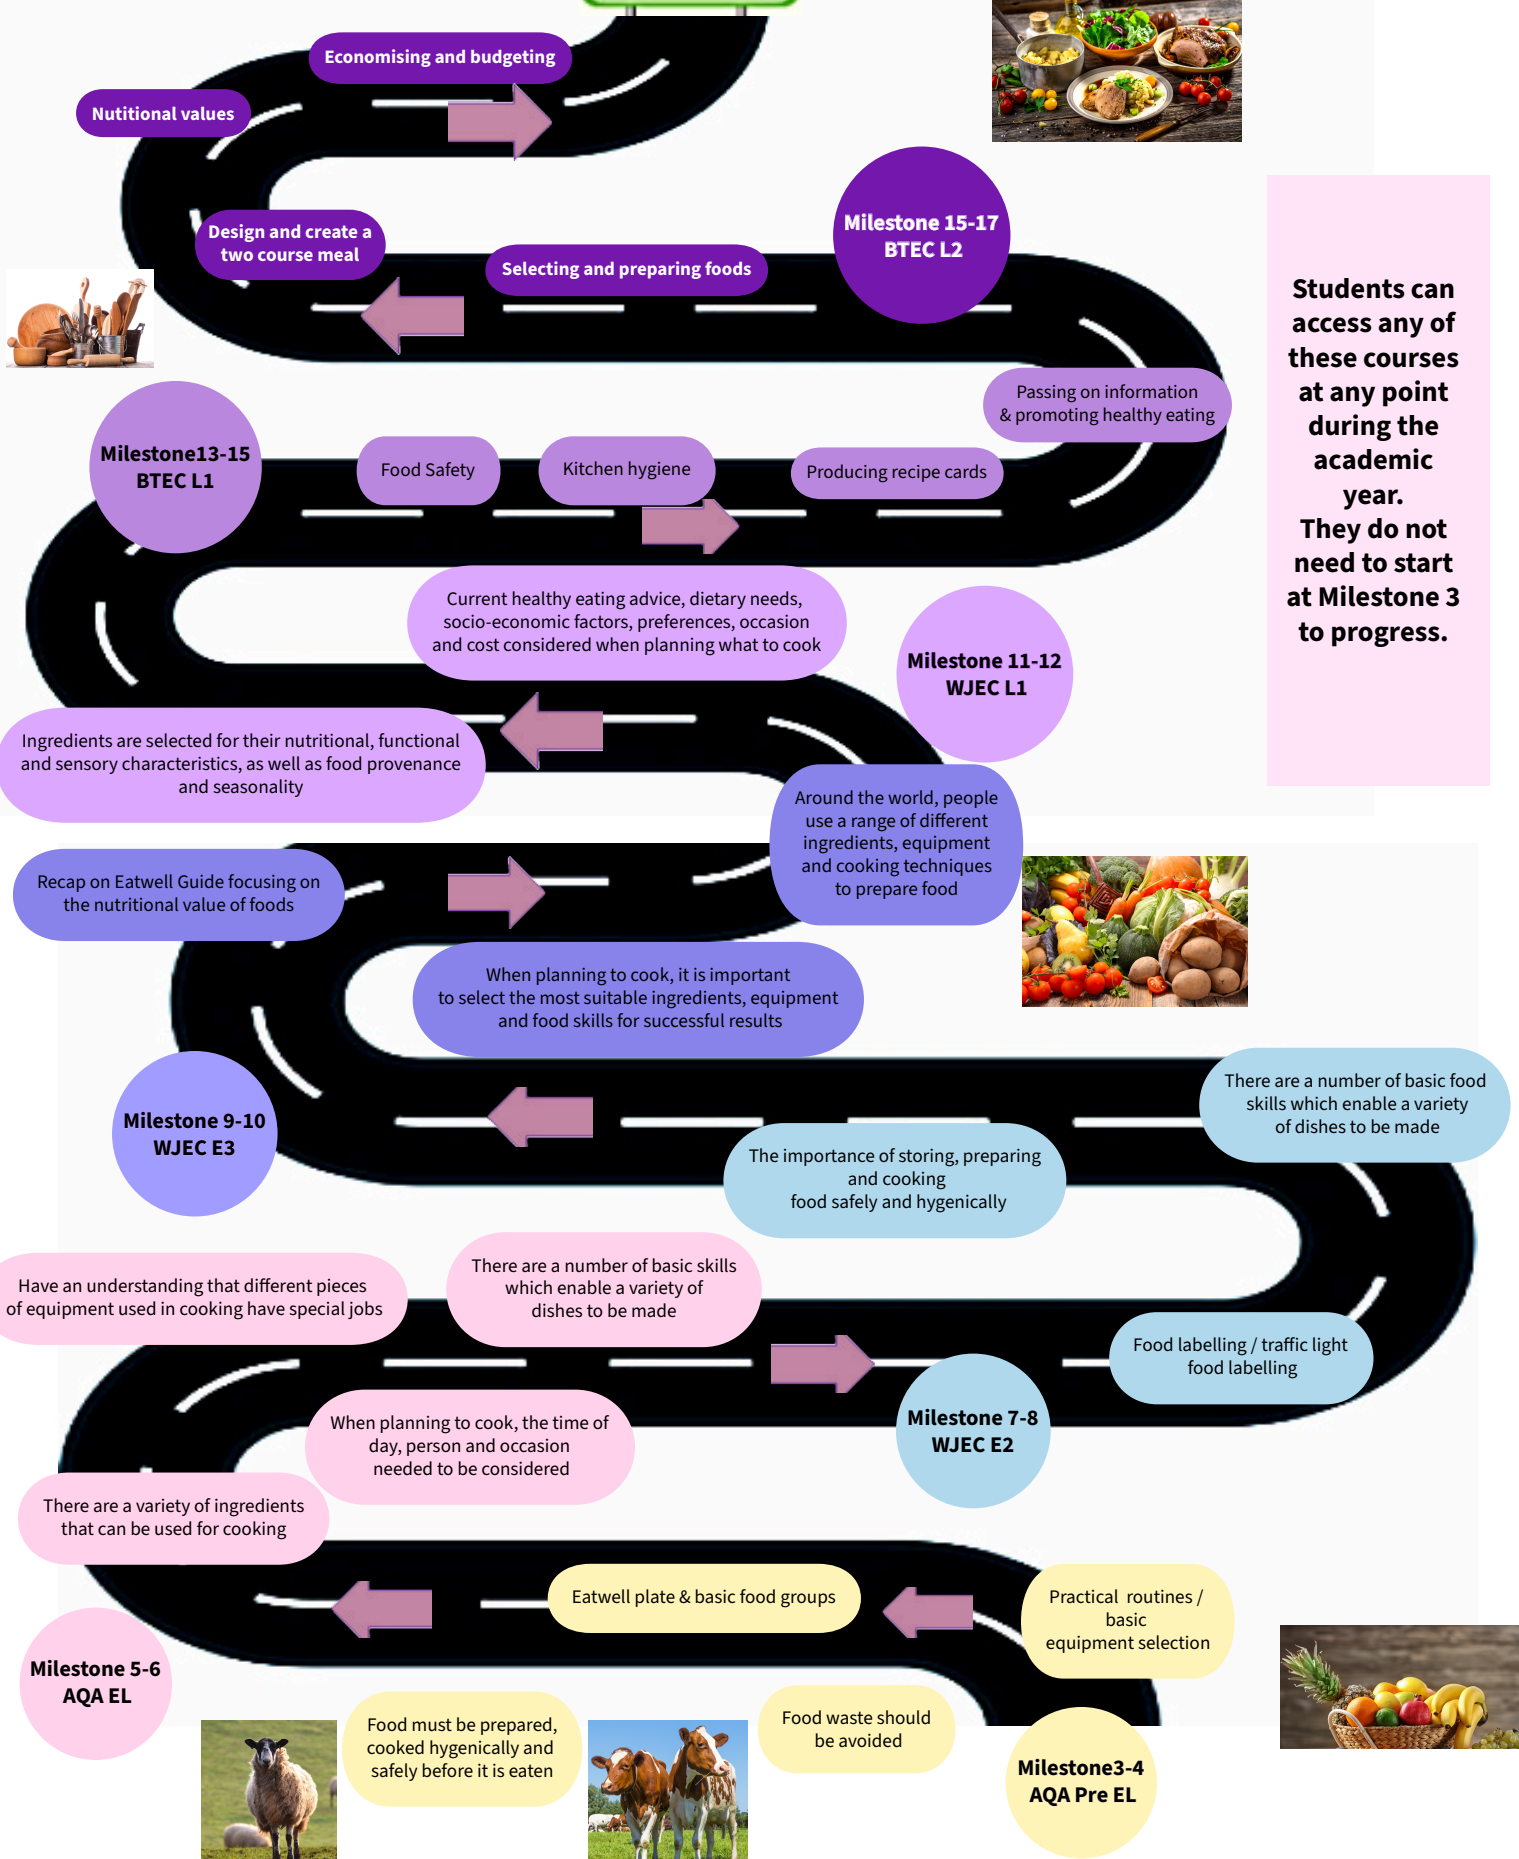 Economising and budgeting
Nutitional values
Design and create a
two course meal
Selecting and preparing foods
Milestone 15-17
BTEC L2
Students can
access any of
these courses
at any point
during the
academic
year.
They do not
need to start
at Milestone 3
to progress.
Passing on information
& promoting healthy eating
Milestone13-15
BTEC L1
Food Safety
Kitchen hygiene
Producing recipe cards
Current healthy eating advice, dietary needs,
socio-economic factors, preferences, occasion
and cost considered when planning what to cook
Milestone 11-12
WJEC L1
Ingredients are selected for their nutritional, functional
and sensory characteristics, as well as food provenance
and seasonality
Around the world, people
use a range of different
ingredients, equipment
and cooking techniques
to prepare food
Recap on Eatwell Guide focusing on
the nutritional value of foods
When planning to cook, it is important
to select the most suitable ingredients, equipment
and food skills for successful results
Milestone 9-10
WJEC E3
There are a number of basic food
skills which enable a variety
of dishes to be made
The importance of storing, preparing
and cooking
food safely and hygenically
Have an understanding that different pieces
of equipment used in cooking have special jobs
There are a number of basic skills
which enable a variety of
dishes to be made
Food labelling / traffic light
food labelling
When planning to cook, the time of
day, person and occasion
needed to be considered
Milestone 7-8
WJEC E2
There are a variety of ingredients
that can be used for cooking
Eatwell plate & basic food groups
Practical routines /
basic
equipment selection
Milestone 5-6
AQA EL
Food must be prepared,
cooked hygenically and
safely before it is eaten
Food waste should
be avoided
Milestone3-4
AQA Pre EL